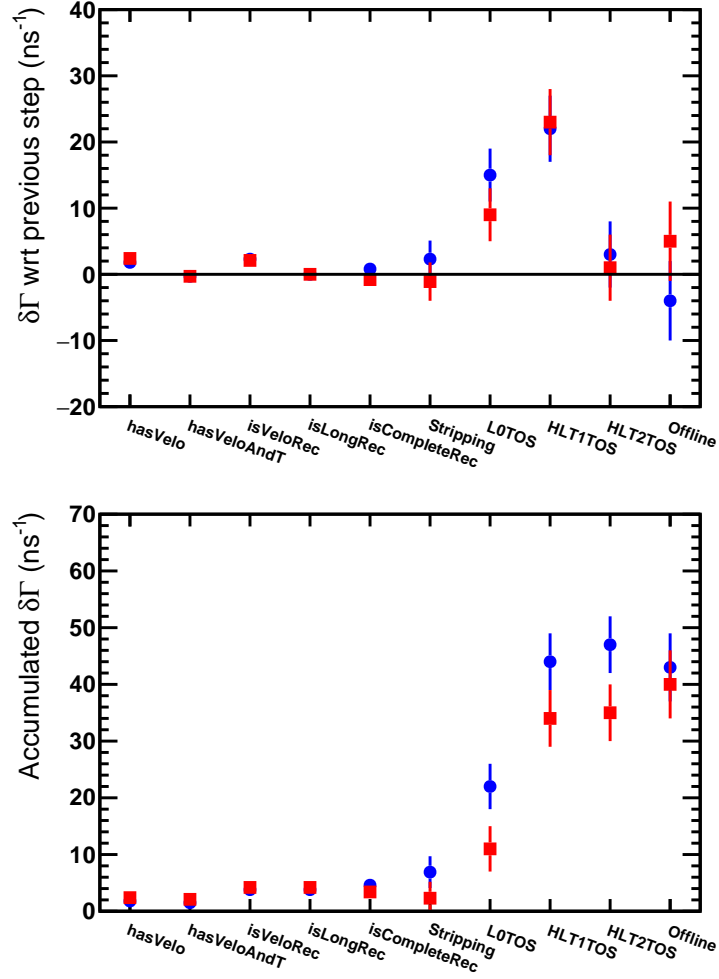 δΓ wrt previous step (ns⁻¹)
40
30
20
10
0
−10
−20
hasVelo
hasVeloAndT
isVeloRec
isLongRec
isCompleteRec
Stripping
L0TOS
HLT1TOS
HLT2TOS
Offline
Accumulated δΓ (ns⁻¹)
70
60
50
40
30
20
10
0
hasVelo
hasVeloAndT
isVeloRec
isLongRec
isCompleteRec
Stripping
L0TOS
HLT1TOS
HLT2TOS
Offline